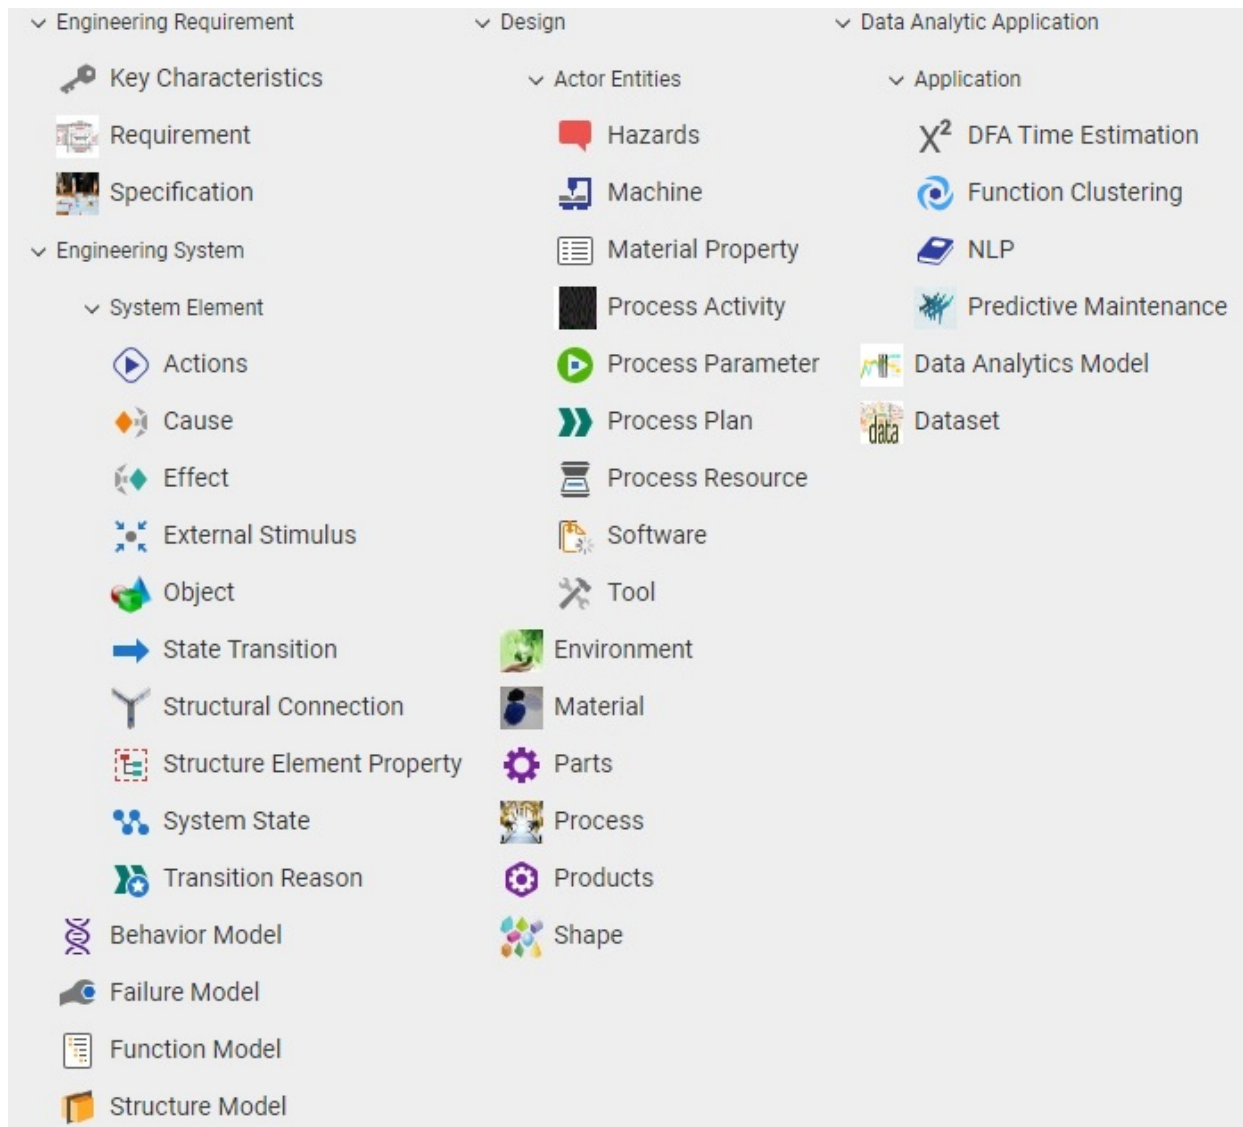 Engineering Requirement
Key Characteristics
Requirement
Specification
Engineering System
System Element
Actions
Cause
Effect
External Stimulus
Object
State Transition
Structural Connection
Structure Element Property
System State
Transition Reason
Behavior Model
Failure Model
Function Model
Structure Model
Design
Actor Entities
Hazards
Machine
Material Property
Process Activity
Process Parameter
Process Plan
Process Resource
Software
Tool
Environment
Material
Parts
Process
Products
Shape
Data Analytic Application
Application
X² DFA Time Estimation
Function Clustering
NLP
Predictive Maintenance
Data Analytics Model
data Dataset